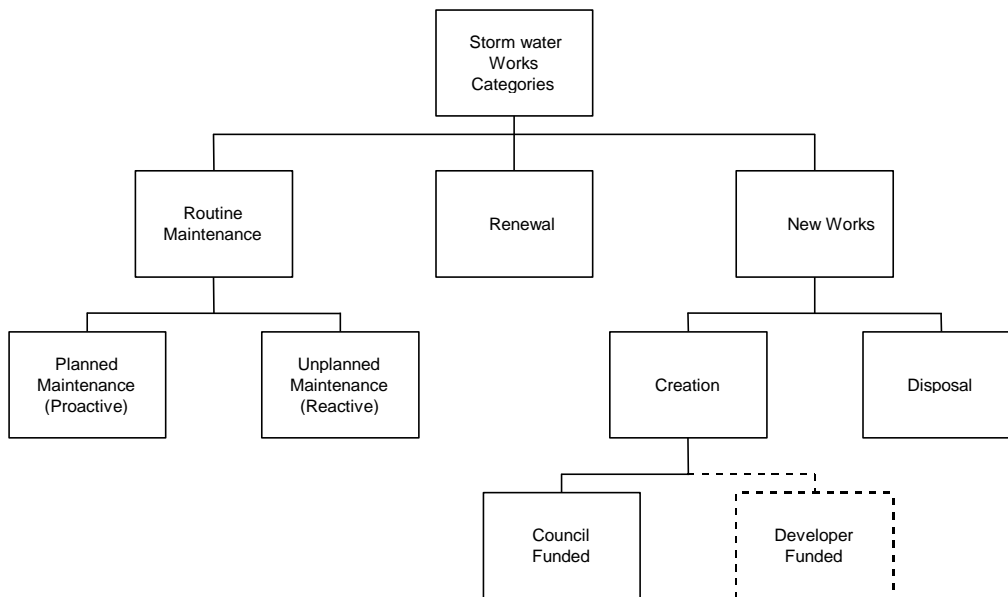 Storm water
Works
Categories
Routine
Maintenance
Renewal
New Works
Planned
Maintenance
(Proactive)
Unplanned
Maintenance
(Reactive)
Creation
Disposal
Council
Funded
Developer
Funded